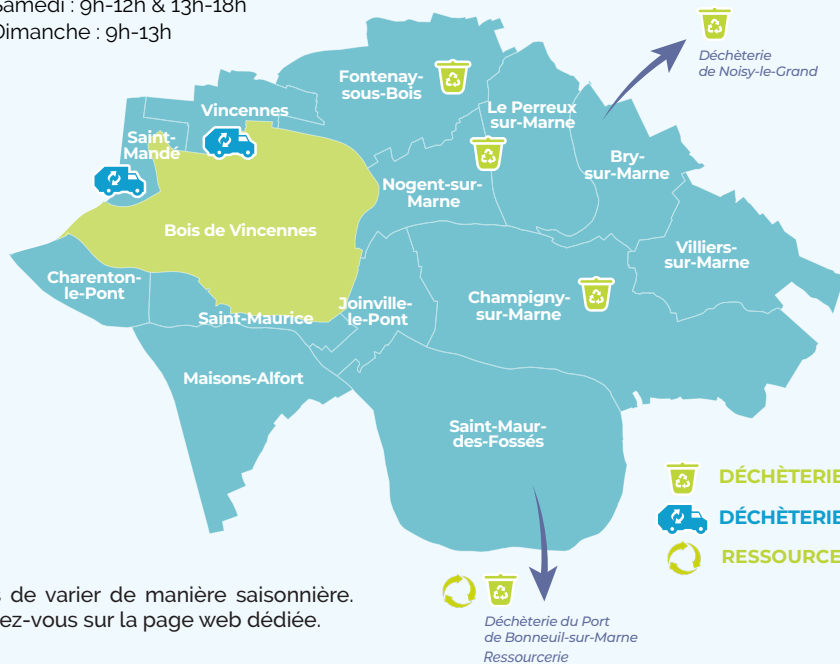 Samedi : 9h-12h & 13h-18h
Dimanche : 9h-13h
Déchèterie
de Noisy-le-Grand
Fontenay-
sous-Bois
Vincennes
Le Perreux
sur-Marne
Saint-
Mandé
Bry-
sur-Marne
Nogent-sur-
Marne
Bois de Vincennes
Villiers-
sur-Marne
Charenton-
le-Pont
Champigny-
sur-Marne
Joinville-
le-Pont
Saint-Maurice
Maisons-Alfort
Saint-Maur-
des-Fossés
DÉCHÈTERIE
DÉCHÈTERIE
RESSOURCE
de varier de manière saisonnière.
ez-vous sur la page web dédiée.
Déchèterie du Port
de Bonneuil-sur-Marne
Ressourcerie